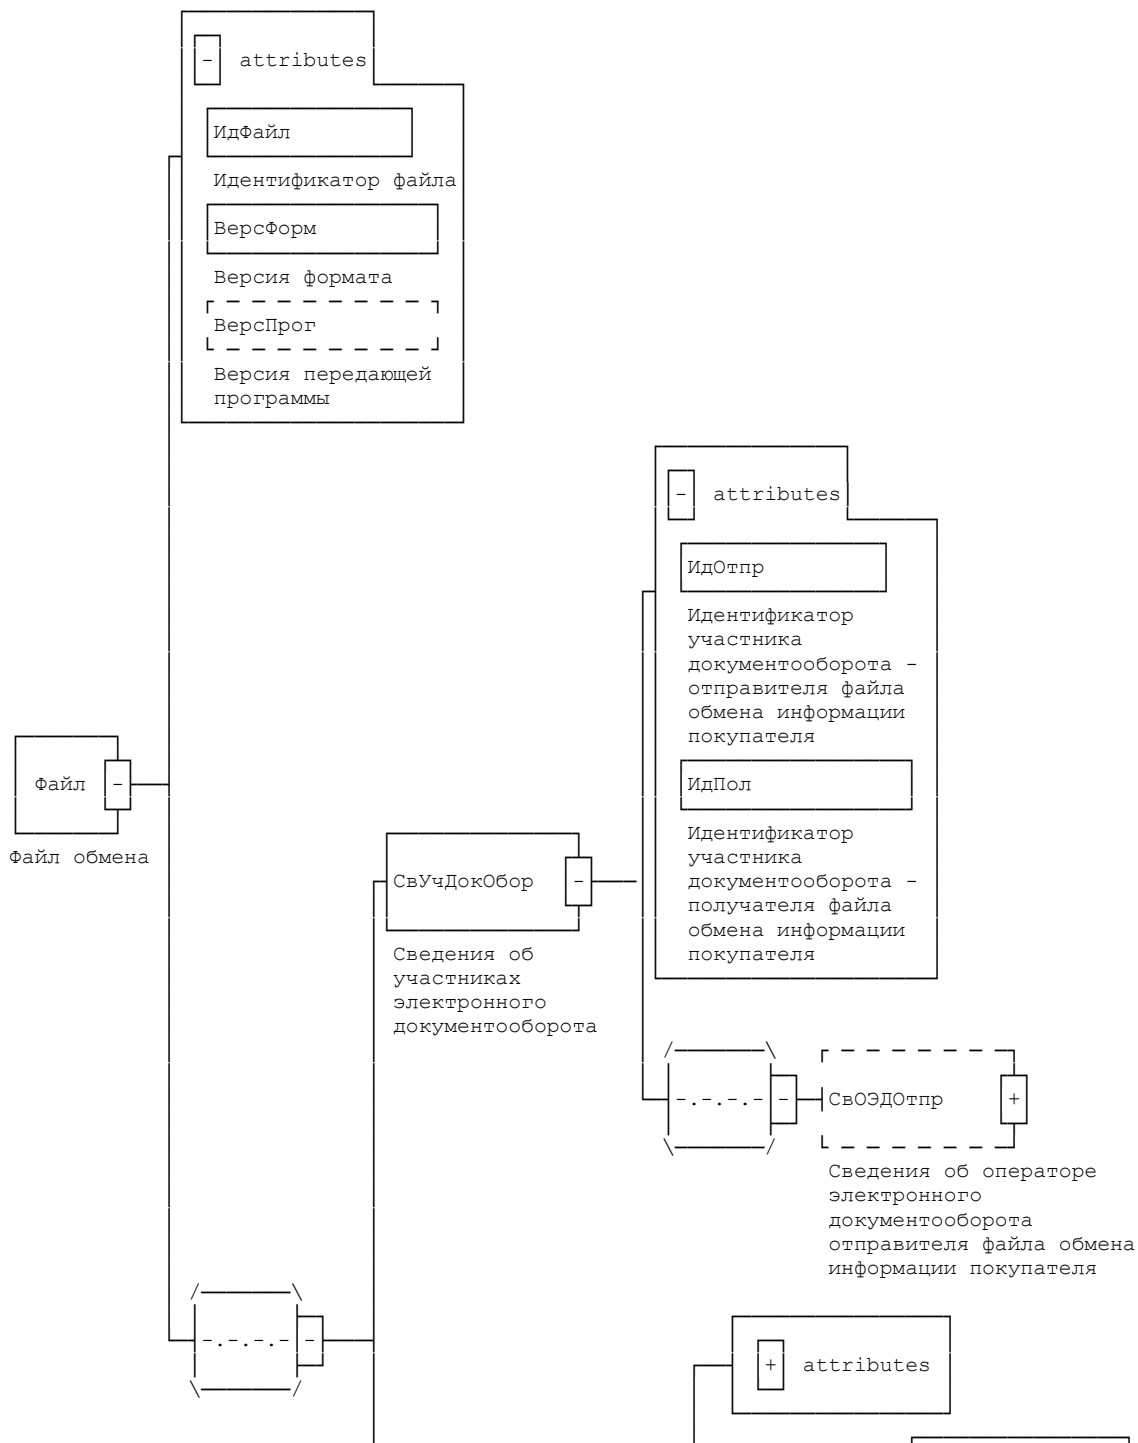 - attributes
ИдФайл
Идентификатор файла
ВерсФорм
Версия формата
ВерсПрог
Версия передающей
программы
- attributes
ИдОтпр
Идентификатор
участника
документооборота -
отправителя файла
обмена информации
покупателя
Файл -
Файл обмена
ИдПол
Идентификатор
участника
документооборота -
получателя файла
обмена информации
покупателя
СвУчДокОбор -
Сведения об
участниках
электронного
документооборота
-.-.-.- -
СвОЭДОтпр +
Сведения об операторе
электронного
документооборота
отправителя файла обмена
информации покупателя
-.-.-.- -
+ attributes